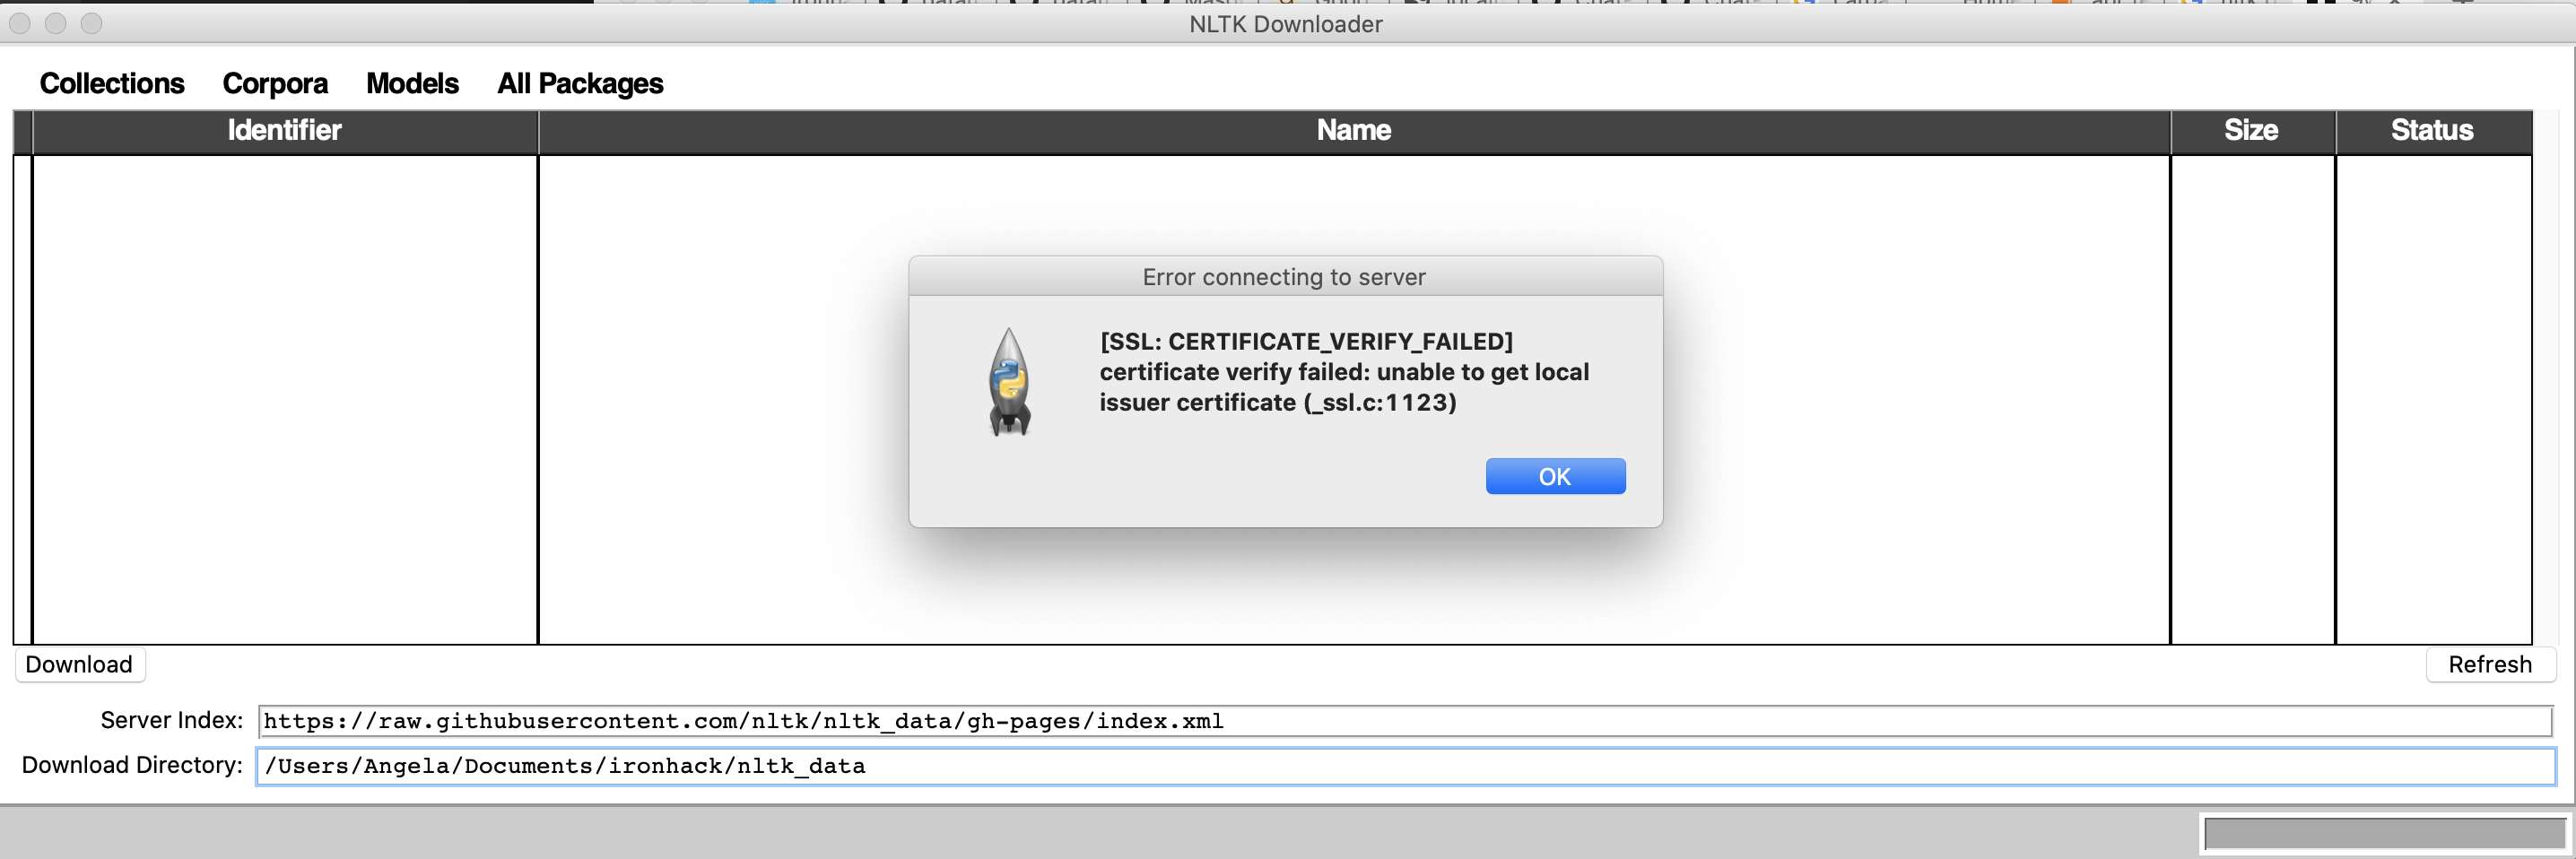 NLTK Downloader
Collections Corpora Models All Packages
Identifier Name Size Status
Error connecting to server
[SSL: CERTIFICATE_VERIFY_FAILED]
certificate verify failed: unable to get local
issuer certificate (_ssl.c:1123)
OK
Download Refresh
Server Index: https://raw.githubusercontent.com/nltk/nltk_data/gh-pages/index.xml
Download Directory: /Users/Angela/Documents/ironhack/nltk_data